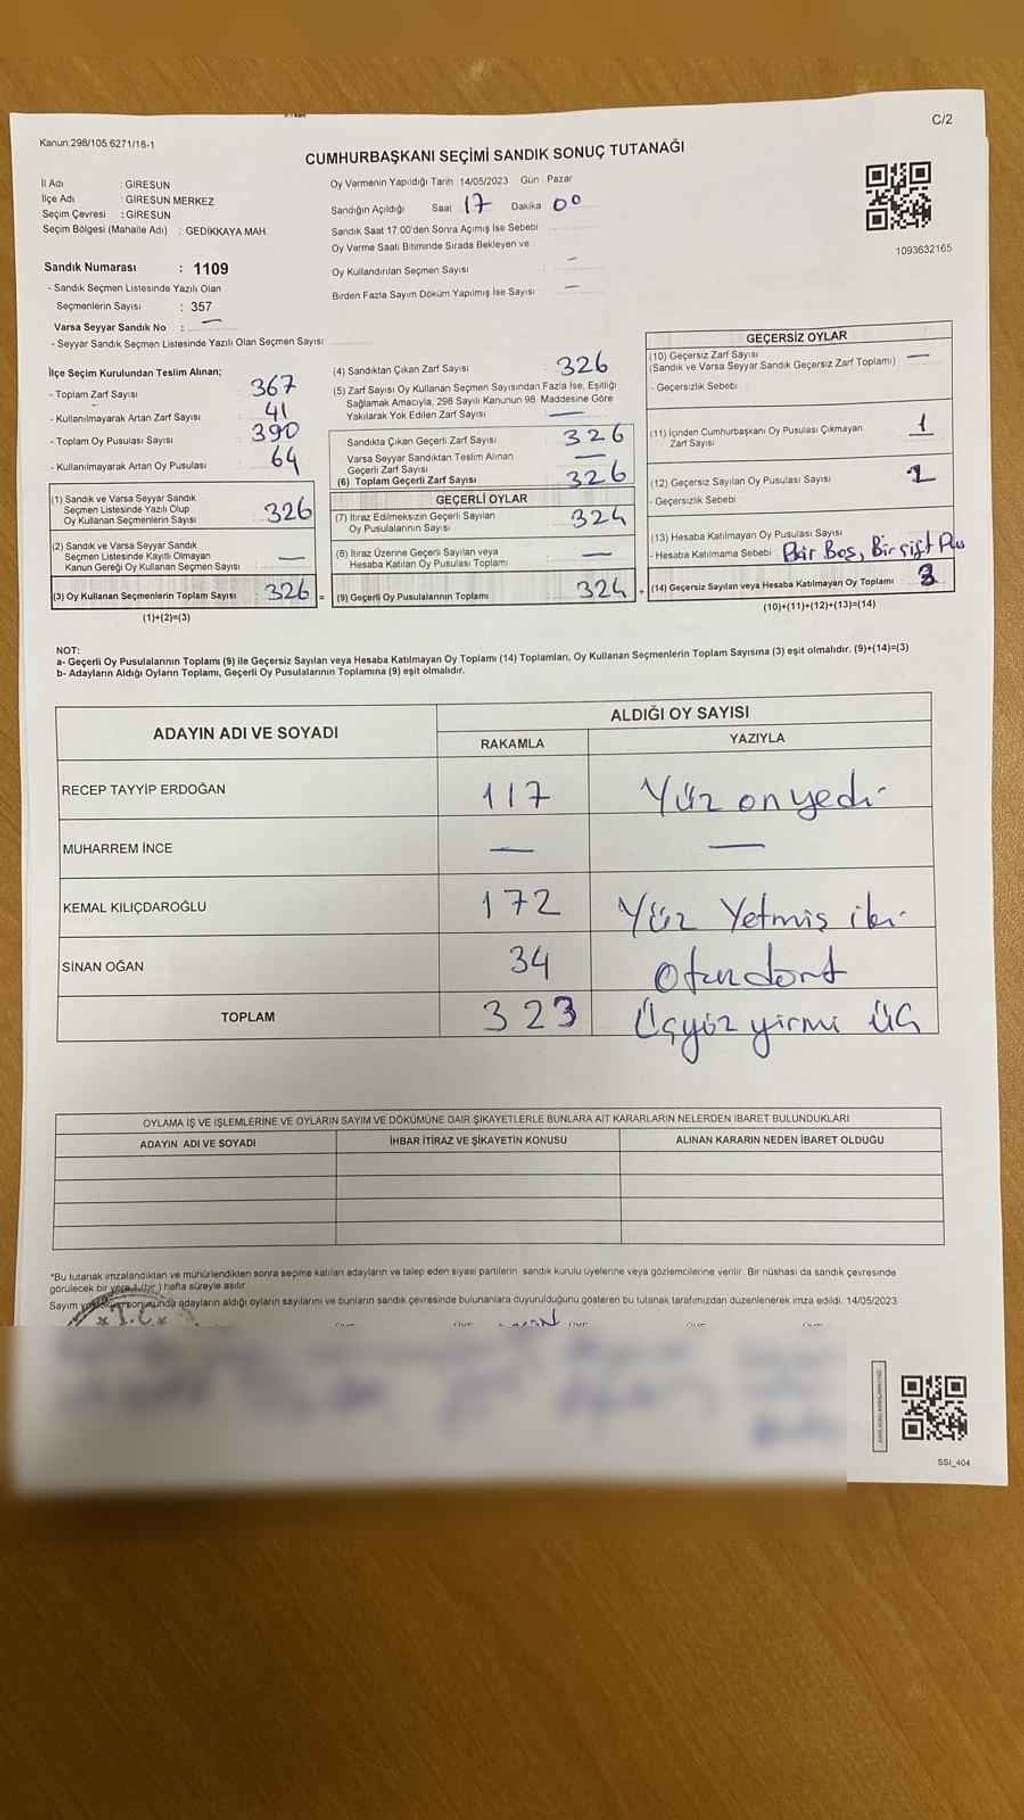 C/2
Kanun.298/105.6271/18-1
CUMHURBAŞKANI SEÇİMİ SANDIK SONUÇ TUTANAĞI
İl Adı : GİRESUN
İlçe Adı : GİRESUN MERKEZ
Seçim Çevresi : GİRESUN
Seçim Bölgesi (Mahalle Adı) : GEDİKKAYA MAH.
Sandık Numarası : 1109
- Sandık Seçmen Listesinde Yazılı Olan
Seçmenlerin Sayısı : 357
Varsa Seyyar Sandık No : —
- Seyyar Sandık Seçmen Listesinde Yazılı Olan Seçmen Sayısı
Oy Vermenin Yapıldığı Tarih 14/05/2023 Gün : Pazar
Sandığın Açıldığı Saat 17 Dakika 00
Sandık Saat 17:00'den Sonra Açımış İse Sebebi
Oy Verme Saati Bitiminde Sırada Bekleyen ve
Oy Kullandırılan Seçmen Sayısı —
Birden Fazla Sayım Döküm Yapılmış İse Sayısı —
1093632165
İlçe Seçim Kurulundan Teslim Alınan;
- Toplam Zarf Sayısı 367
- Kullanılmayarak Artan Zarf Sayısı 41
- Toplam Oy Pusulası Sayısı 390
- Kullanılmayarak Artan Oy Pusulası 64
(1) Sandık ve Varsa Seyyar Sandık
Seçmen Listesinde Yazılı Olup
Oy Kullanan Seçmenlerin Sayısı 326
(2) Sandık ve Varsa Seyyar Sandık
Seçmen Listesinde Kayıtlı Olmayan
Kanun Gereği Oy Kullanan Seçmen Sayısı —
(3) Oy Kullanan Seçmenlerin Toplam Sayısı 326 =
(1)+(2)=(3)
(4) Sandıktan Çıkan Zarf Sayısı 326
(5) Zarf Sayısı Oy Kullanan Seçmen Sayısından Fazla İse, Eşitliği
Sağlamak Amacıyla, 298 Sayılı Kanunun 98. Maddesine Göre
Yakılarak Yok Edilen Zarf Sayısı —
Sandıkta Çıkan Geçerli Zarf Sayısı 326
Varsa Seyyar Sandıktan Teslim Alınan
Geçerli Zarf Sayısı —
(6) Toplam Geçerli Zarf Sayısı 326
GEÇERLİ OYLAR
(7) İtiraz Edilmeksizin Geçerli Sayılan
Oy Pusulalarının Sayısı 324
(8) İtiraz Üzerine Geçerli Sayılan veya
Hesaba Katılan Oy Pusulası Toplamı —
(9) Geçerli Oy Pusulalarının Toplamı 324 +
GEÇERSİZ OYLAR
(10) Geçersiz Zarf Sayısı
(Sandık ve Varsa Seyyar Sandık Geçersiz Zarf Toplamı) —
- Geçersizlik Sebebi
(11) İçinden Cumhurbaşkanı Oy Pusulası Çıkmayan
Zarf Sayısı 1
(12) Geçersiz Sayılan Oy Pusulası Sayısı
- Geçersizlik Sebebi
(13) Hesaba Katılmayan Oy Pusulası Sayısı
- Hesaba Katılmama Sebebi Bir Boş, Bir çift
(14) Geçersiz Sayılan veya Hesaba Katılmayan Oy Toplamı 3
(10)+(11)+(12)+(13)=(14)
NOT:
a- Geçerli Oy Pusulalarının Toplamı (9) ile Geçersiz Sayılan veya Hesaba Katılmayan Oy Toplamı (14) Toplamları, Oy Kullanan Seçmenlerin Toplam Sayısına (3) eşit olmalıdır. (9)+(14)=(3)
b- Adayların Aldığı Oyların Toplamı, Geçerli Oy Pusulalarının Toplamına (9) eşit olmalıdır.
ADAYIN ADI VE SOYADI ALDIĞI OY SAYISI
RAKAMLA YAZIYLA
RECEP TAYYİP ERDOĞAN 117 Yüz onyedi
MUHARREM İNCE — —
KEMAL KILIÇDAROĞLU 172 Yüz Yetmiş iki
SİNAN OĞAN 34 otuzdört
TOPLAM 323 Üçyüz yirmi üç
OYLAMA İŞ VE İŞLEMLERİNE VE OYLARIN SAYIM VE DÖKÜMÜNE DAİR ŞİKAYETLERLE BUNLARA AİT KARARLARIN NELERDEN İBARET BULUNDUKLARI
ADAYIN ADI VE SOYADI İHBAR İTİRAZ VE ŞİKAYETİN KONUSU ALINAN KARARIN NEDEN İBARET OLDUĞU
*Bu tutanak imzalandıktan ve mühürlendikten sonra seçime katılan adayların ve talep eden siyasi partilerin sandık kurulu üyelerine veya gözlemcilerine verilir. Bir nüshası da sandık çevresinde
görülecek bir yere 1 (bir) hafta süreyle asılır.
Sayım sonunda adayların aldığı oyların sayılarını ve bunların sandık çevresinde bulunanlara duyurulduğunu gösteren bu tutanak tarafımızdan düzenlenerek imza edildi. 14/05/2023
T.C.
SSI_404